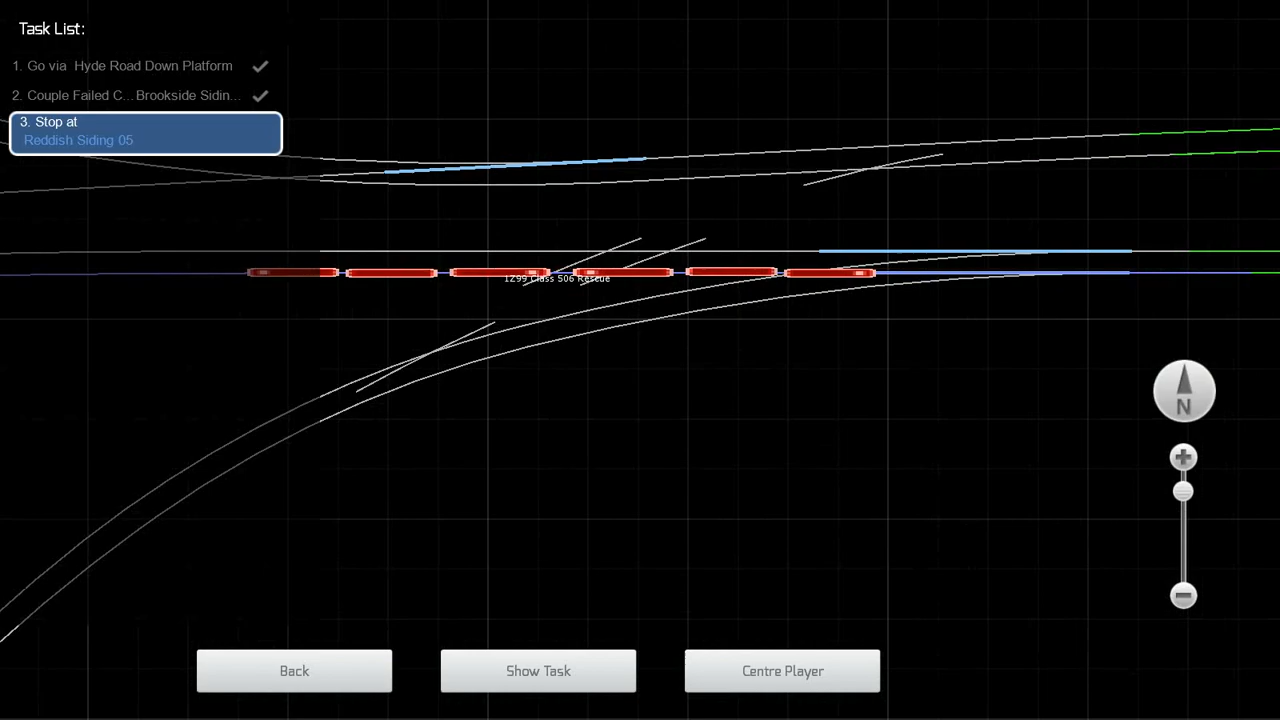 Task List:
1. Go via Hyde Road Down Platform
2. Couple Failed C...Brookside Sidin...
3. Stop at
Reddish Siding 05
1Z99 Class 506 Rescue
N
Back
Show Task
Centre Player